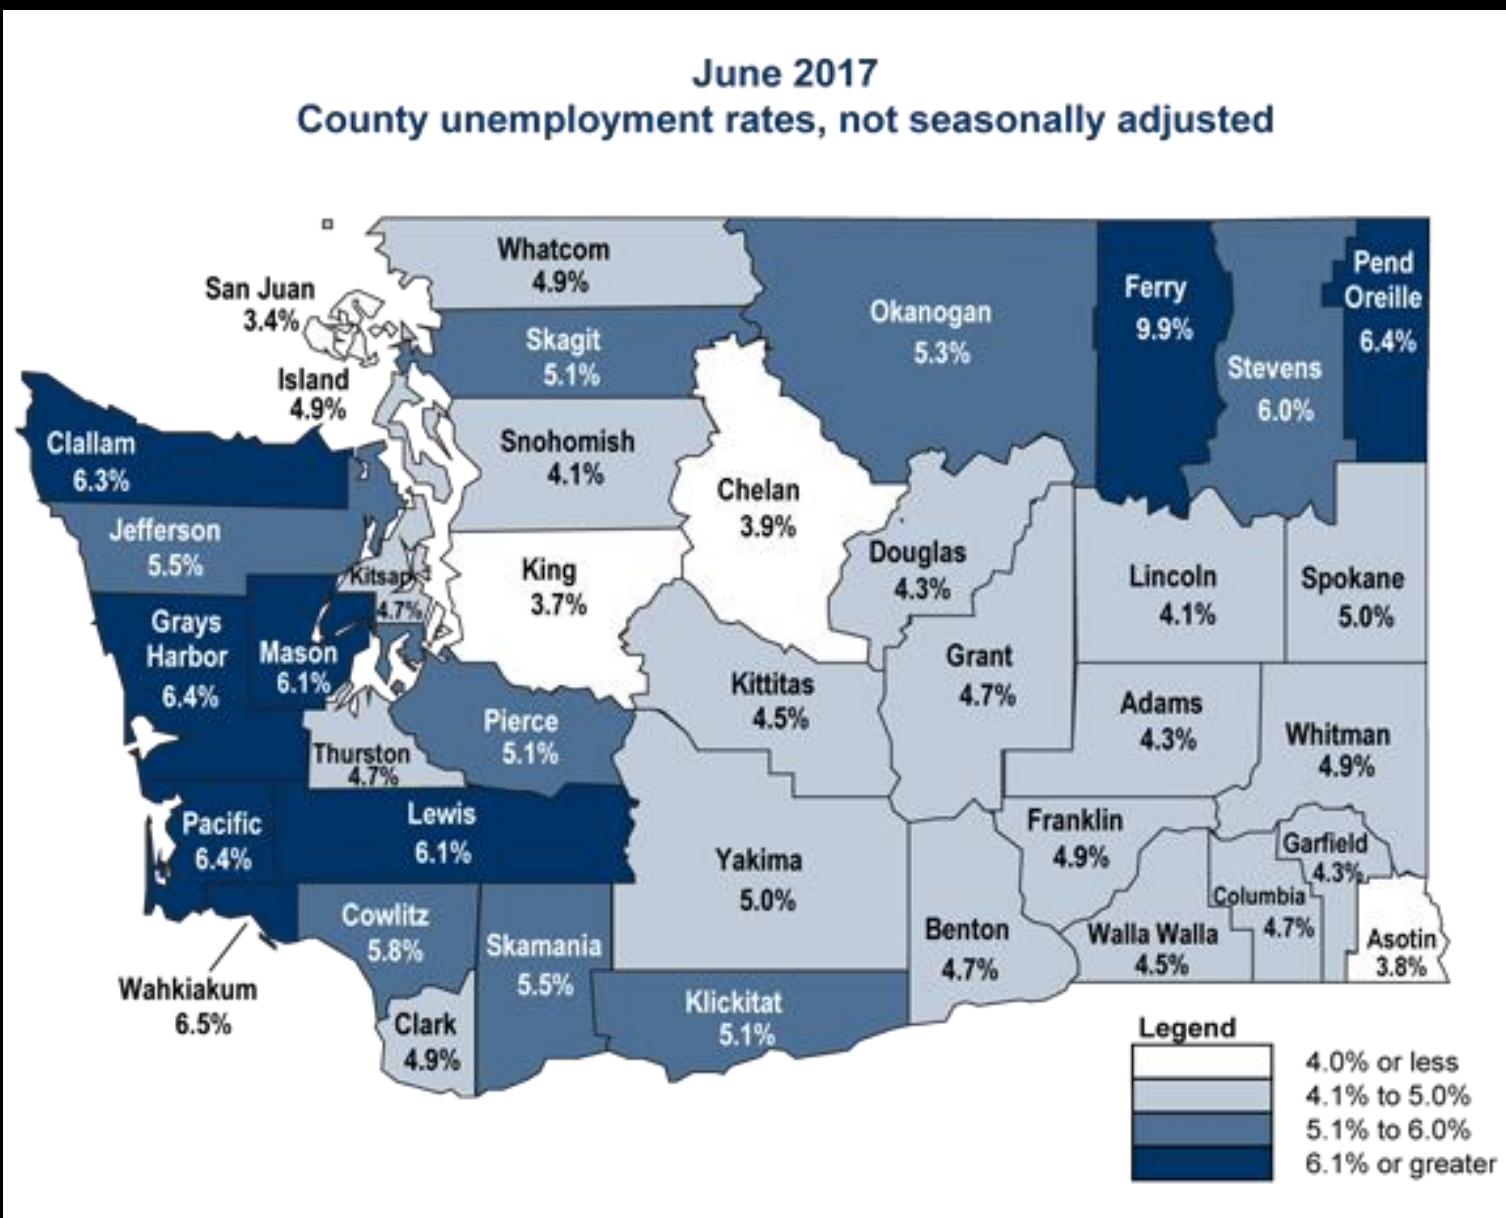 June 2017
County unemployment rates, not seasonally adjusted
Whatcom
4.9%
San Juan
3.4%
Skagit
5.1%
Island
4.9%
Okanogan
5.3%
Ferry
9.9%
Pend
Oreille
6.4%
Stevens
6.0%
Clallam
6.3%
Snohomish
4.1%
Chelan
3.9%
Jefferson
5.5%
Kitsap
4.7%
King
3.7%
Douglas
4.3%
Lincoln
4.1%
Spokane
5.0%
Grays
Harbor
6.4%
Mason
6.1%
Kittitas
4.5%
Grant
4.7%
Adams
4.3%
Whitman
4.9%
Thurston
4.7%
Pierce
5.1%
Pacific
6.4%
Lewis
6.1%
Yakima
5.0%
Franklin
4.9%
Garfield
4.3%
Columbia
4.7%
Walla Walla
4.5%
Benton
4.7%
Asotin
3.8%
Cowlitz
5.8%
Skamania
5.5%
Wahkiakum
6.5%
Clark
4.9%
Klickitat
5.1%
Legend
4.0% or less
4.1% to 5.0%
5.1% to 6.0%
6.1% or greater